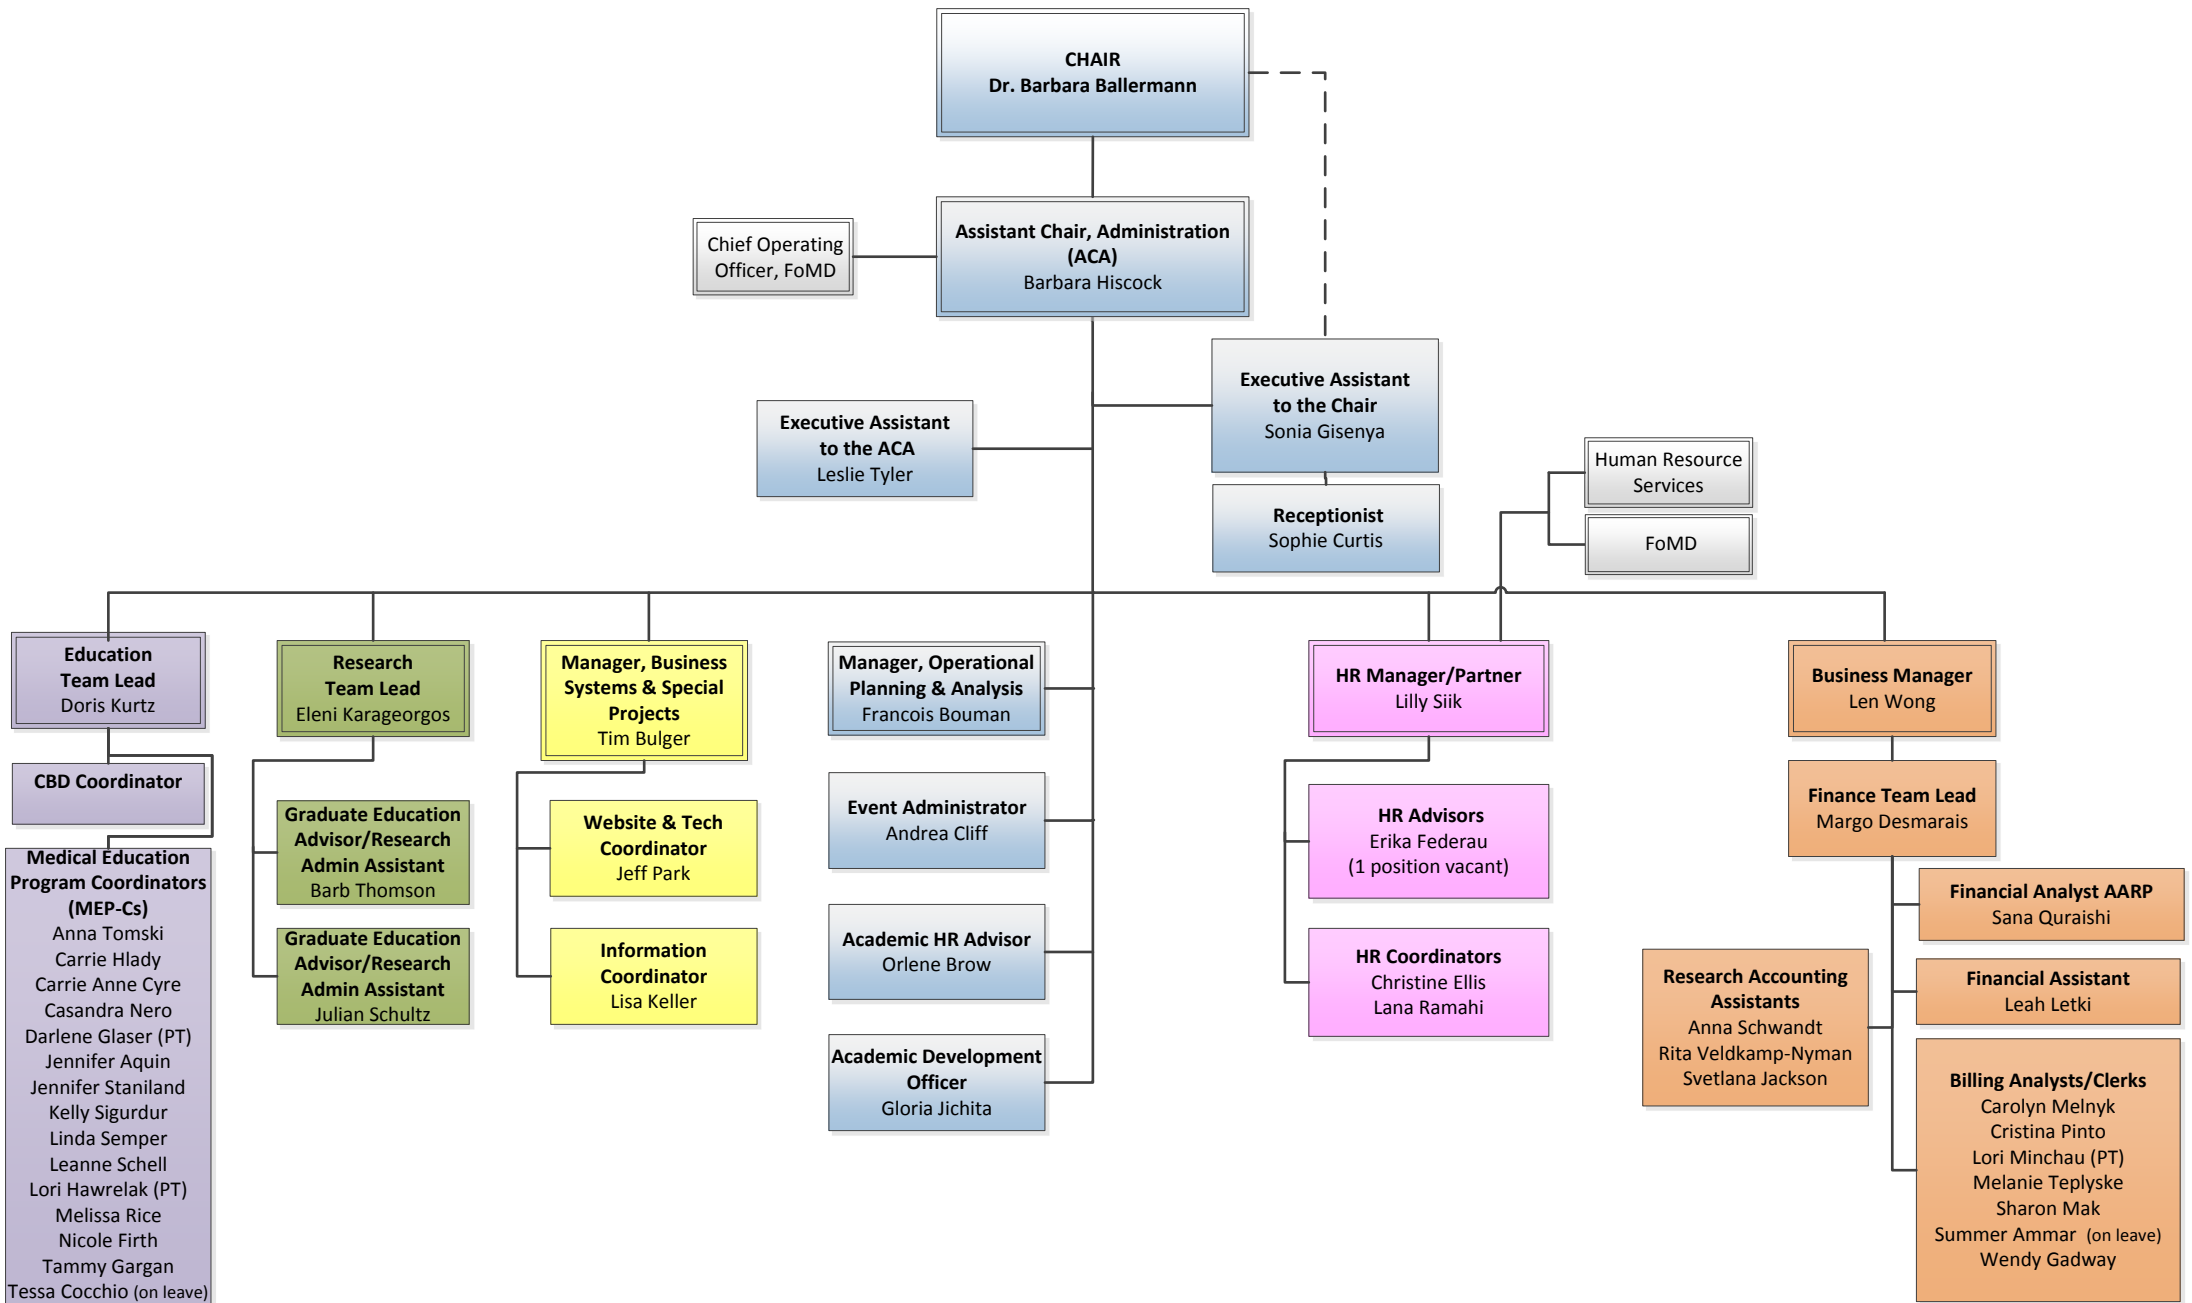 CHAIR
Dr. Barbara Ballermann
Assistant Chair, Administration
(ACA)
Barbara Hiscock
Chief Operating
Officer, FoMD
Executive Assistant
to the Chair
Sonia Gisenya
Executive Assistant
to the ACA
Leslie Tyler
Receptionist
Sophie Curtis
Human Resource
Services
FoMD
Education
Team Lead
Doris Kurtz
CBD Coordinator
Medical Education
Program Coordinators
(MEP-Cs)
Anna Tomski
Carrie Hlady
Carrie Anne Cyre
Casandra Nero
Darlene Glaser (PT)
Jennifer Aquin
Jennifer Staniland
Kelly Sigurdur
Linda Semper
Leanne Schell
Lori Hawrelak (PT)
Melissa Rice
Nicole Firth
Tammy Gargan
Tessa Cocchio (on leave)
Research
Team Lead
Eleni Karageorgos
Graduate Education
Advisor/Research
Admin Assistant
Barb Thomson
Graduate Education
Advisor/Research
Admin Assistant
Julian Schultz
Manager, Business
Systems & Special
Projects
Tim Bulger
Website & Tech
Coordinator
Jeff Park
Information
Coordinator
Lisa Keller
Manager, Operational
Planning & Analysis
Francois Bouman
Event Administrator
Andrea Cliff
Academic HR Advisor
Orlene Brow
Academic Development
Officer
Gloria Jichita
HR Manager/Partner
Lilly Siik
HR Advisors
Erika Federau
(1 position vacant)
HR Coordinators
Christine Ellis
Lana Ramahi
Business Manager
Len Wong
Finance Team Lead
Margo Desmarais
Financial Analyst AARP
Sana Quraishi
Research Accounting
Assistants
Anna Schwandt
Rita Veldkamp-Nyman
Svetlana Jackson
Financial Assistant
Leah Letki
Billing Analysts/Clerks
Carolyn Melnyk
Cristina Pinto
Lori Minchau (PT)
Melanie Teplyske
Sharon Mak
Summer Ammar (on leave)
Wendy Gadway